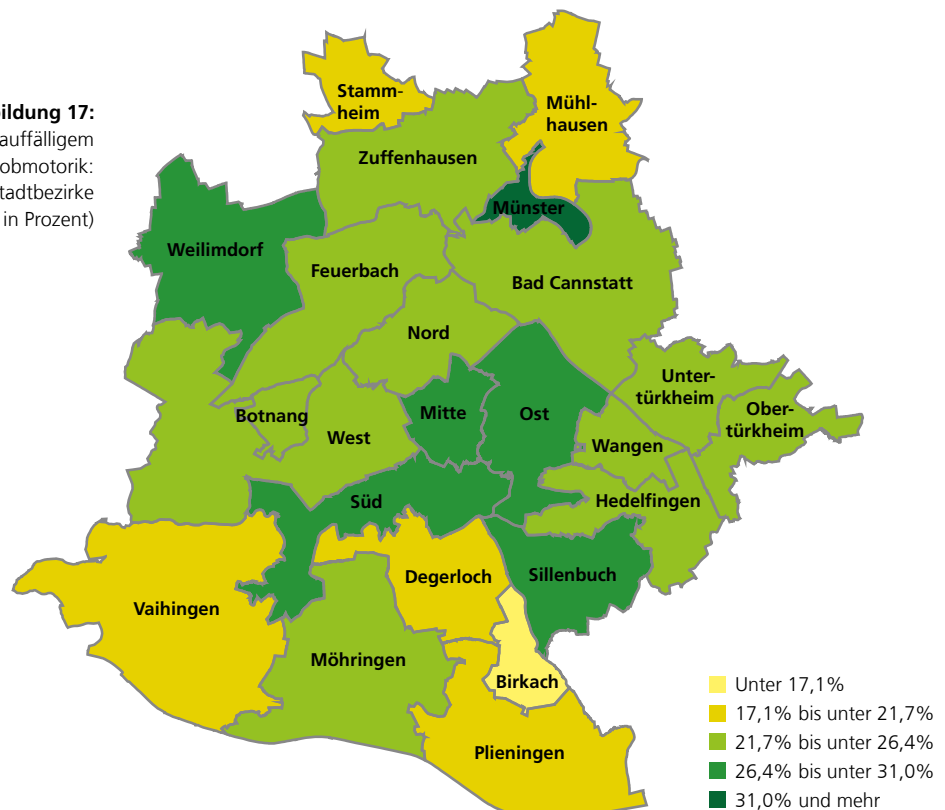 bildung 17:
auffälligem
obmotorik:
tadtbezirke
in Prozent)
Stamm-
heim
Mühl-
hausen
Zuffenhausen
Münster
Weilimdorf
Feuerbach
Bad Cannstatt
Nord
Unter-
türkheim
Ober-
türkheim
Botnang
West
Mitte
Ost
Wangen
Süd
Hedelfingen
Degerloch
Sillenbuch
Vaihingen
Möhringen
Birkach
Plieningen
Unter 17,1%
17,1% bis unter 21,7%
21,7% bis unter 26,4%
26,4% bis unter 31,0%
31,0% und mehr